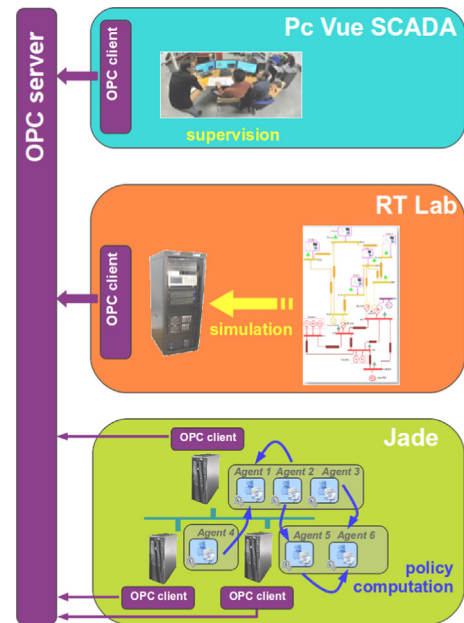 OPC server
Pc Vue SCADA
OPC client
supervision
RT Lab
OPC client
simulation
Jade
OPC client
Agent 1
Agent 2
Agent 3
Agent 4
Agent 5
Agent 6
policy
computation
OPC client
OPC client